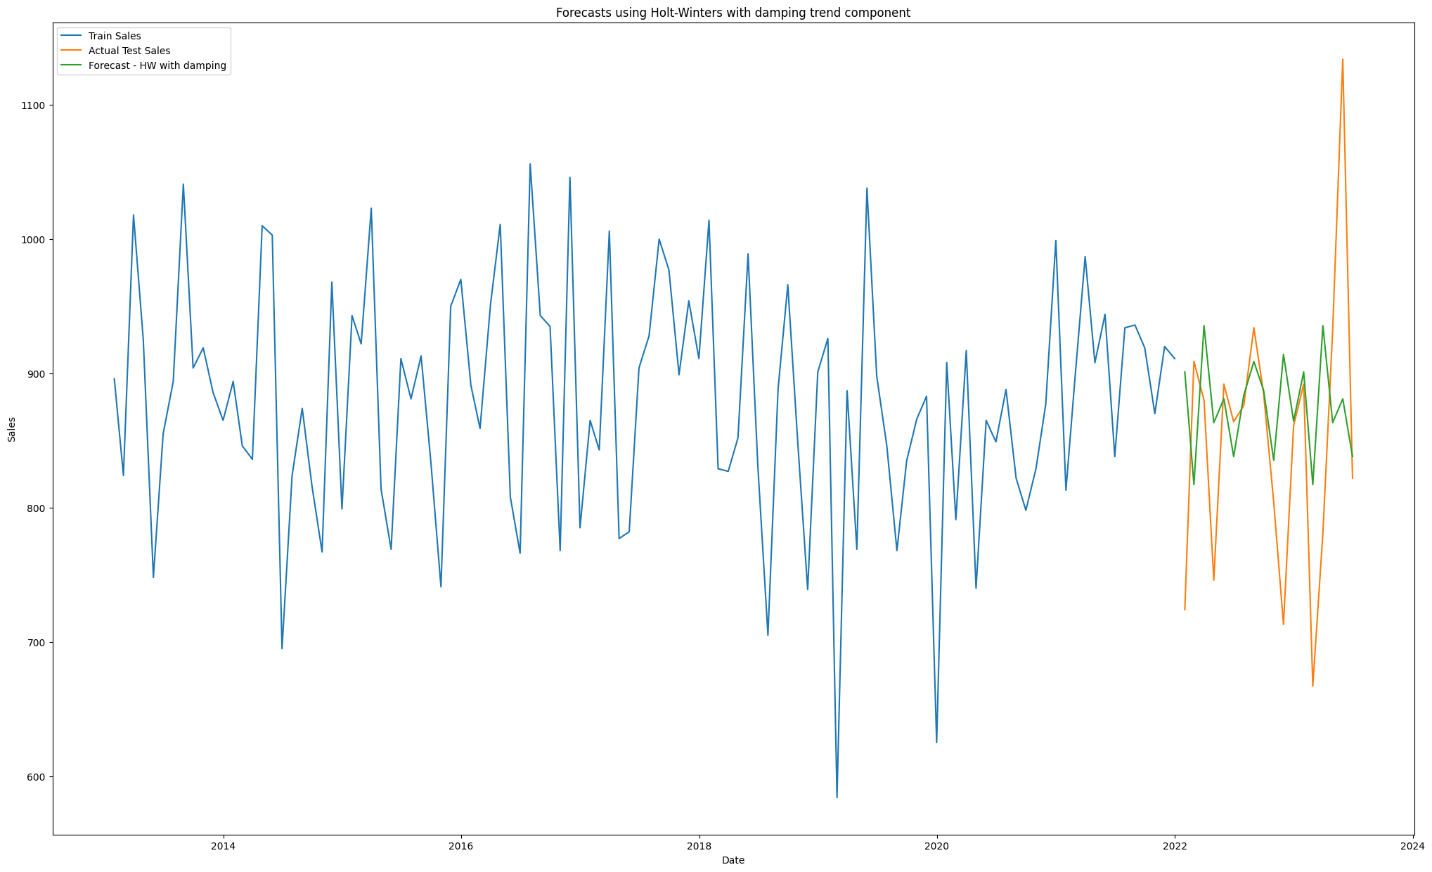 Forecasts using Holt-Winters with damping trend component
Train Sales
Actual Test Sales
Forecast - HW with damping
1100
1000
900
800
700
600
Sales
2014
2016
2018
2020
2022
2024
Date